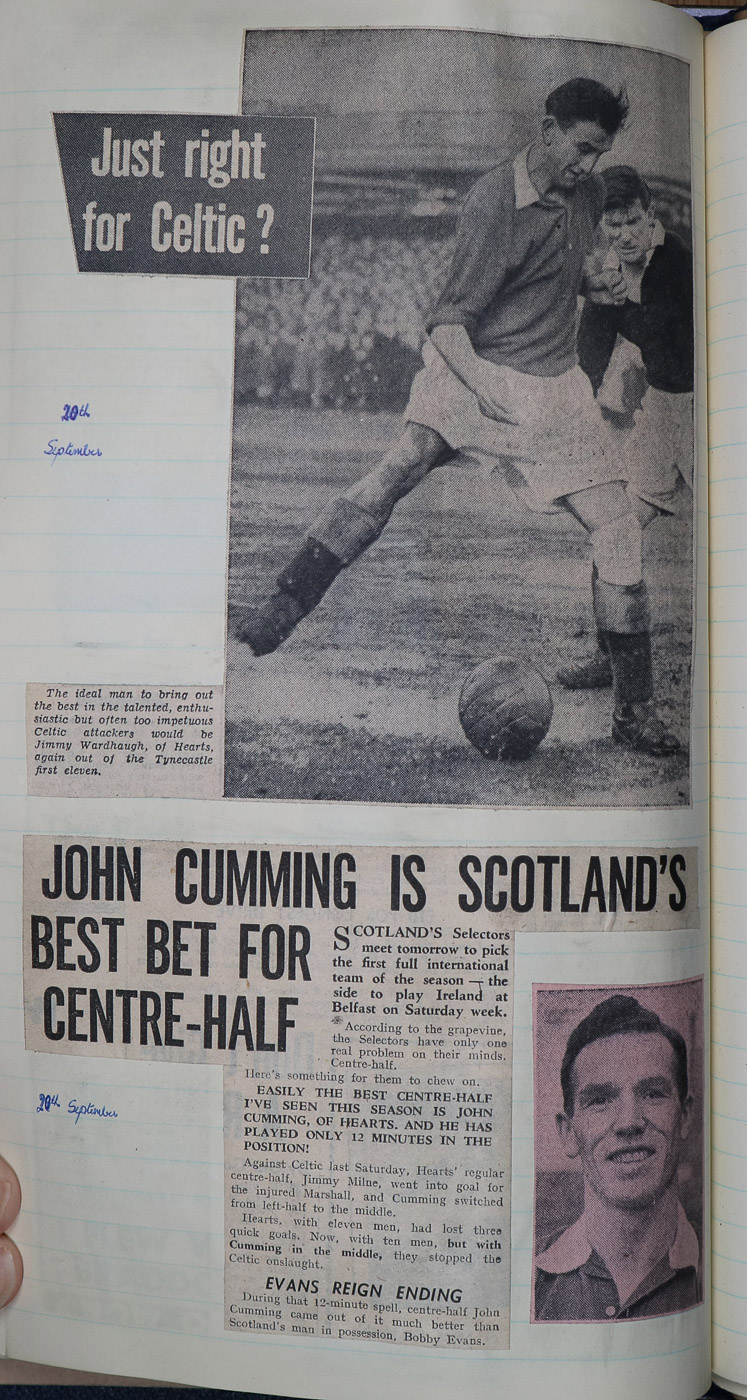 Just right
for Celtic ?
20th
September
The ideal man to bring out
the best in the talented, enthu-
siastic but often too impetuous
Celtic attackers would be
Jimmy Wardhaugh, of Hearts,
again out of the Tynecastle
first eleven.
JOHN CUMMING IS SCOTLAND'S
BEST BET FOR
CENTRE-HALF
SCOTLAND'S Selectors
meet tomorrow to pick
the first full international
team of the season — the
side to play Ireland at
Belfast on Saturday week.
According to the grapevine,
the Selectors have only one
real problem on their minds.
Centre-half.
Here's something for them to chew on.
EASILY THE BEST CENTRE-HALF
I'VE SEEN THIS SEASON IS JOHN
CUMMING, OF HEARTS. AND HE HAS
PLAYED ONLY 12 MINUTES IN THE
POSITION!
Against Celtic last Saturday, Hearts' regular
centre-half, Jimmy Milne, went into goal for
the injured Marshall, and Cumming switched
from left-half to the middle.
Hearts, with eleven men, had lost three
quick goals. Now, with ten men, but with
Cumming in the middle, they stopped the
Celtic onslaught.
EVANS REIGN ENDING
During that 12-minute spell, centre-half John
Cumming came out of it much better than
Scotland's man in possession, Bobby Evans.
20th September